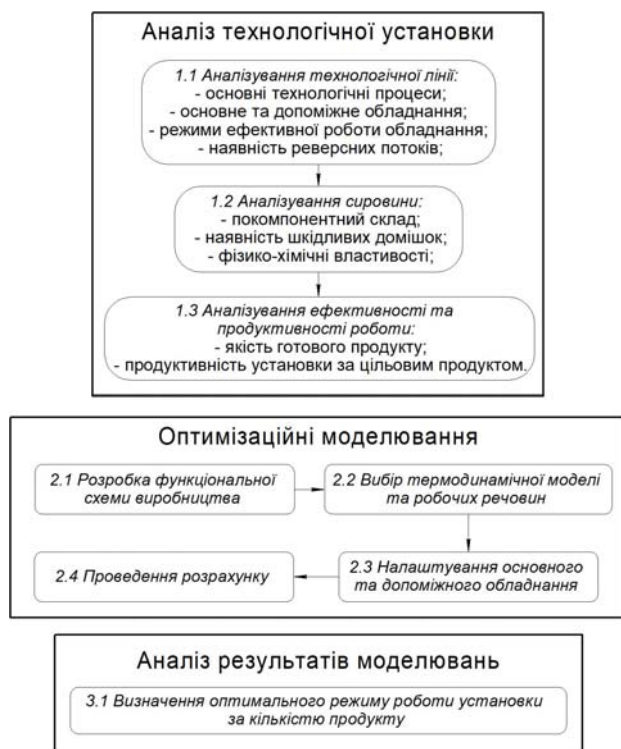 Аналіз технологічної установки
1.1 Аналізування технологічної лінії:
- основні технологічні процеси;
- основне та допоміжне обладнання;
- режими ефективної роботи обладнання;
- наявність реверсних потоків;
1.2 Аналізування сировини:
- покомпонентний склад;
- наявність шкідливих домішок;
- фізико-хімічні властивості;
1.3 Аналізування ефективності та
продуктивності роботи:
- якість готового продукту;
- продуктивність установки за цільовим продуктом.
Оптимізаційні моделювання
2.1 Розробка функціональної
схеми виробництва
2.2 Вибір термодинамічної моделі
та робочих речовин
2.4 Проведення розрахунку
2.3 Налаштування основного
та допоміжного обладнання
Аналіз результатів моделювань
3.1 Визначення оптимального режиму роботи установки
за кількістю продукту